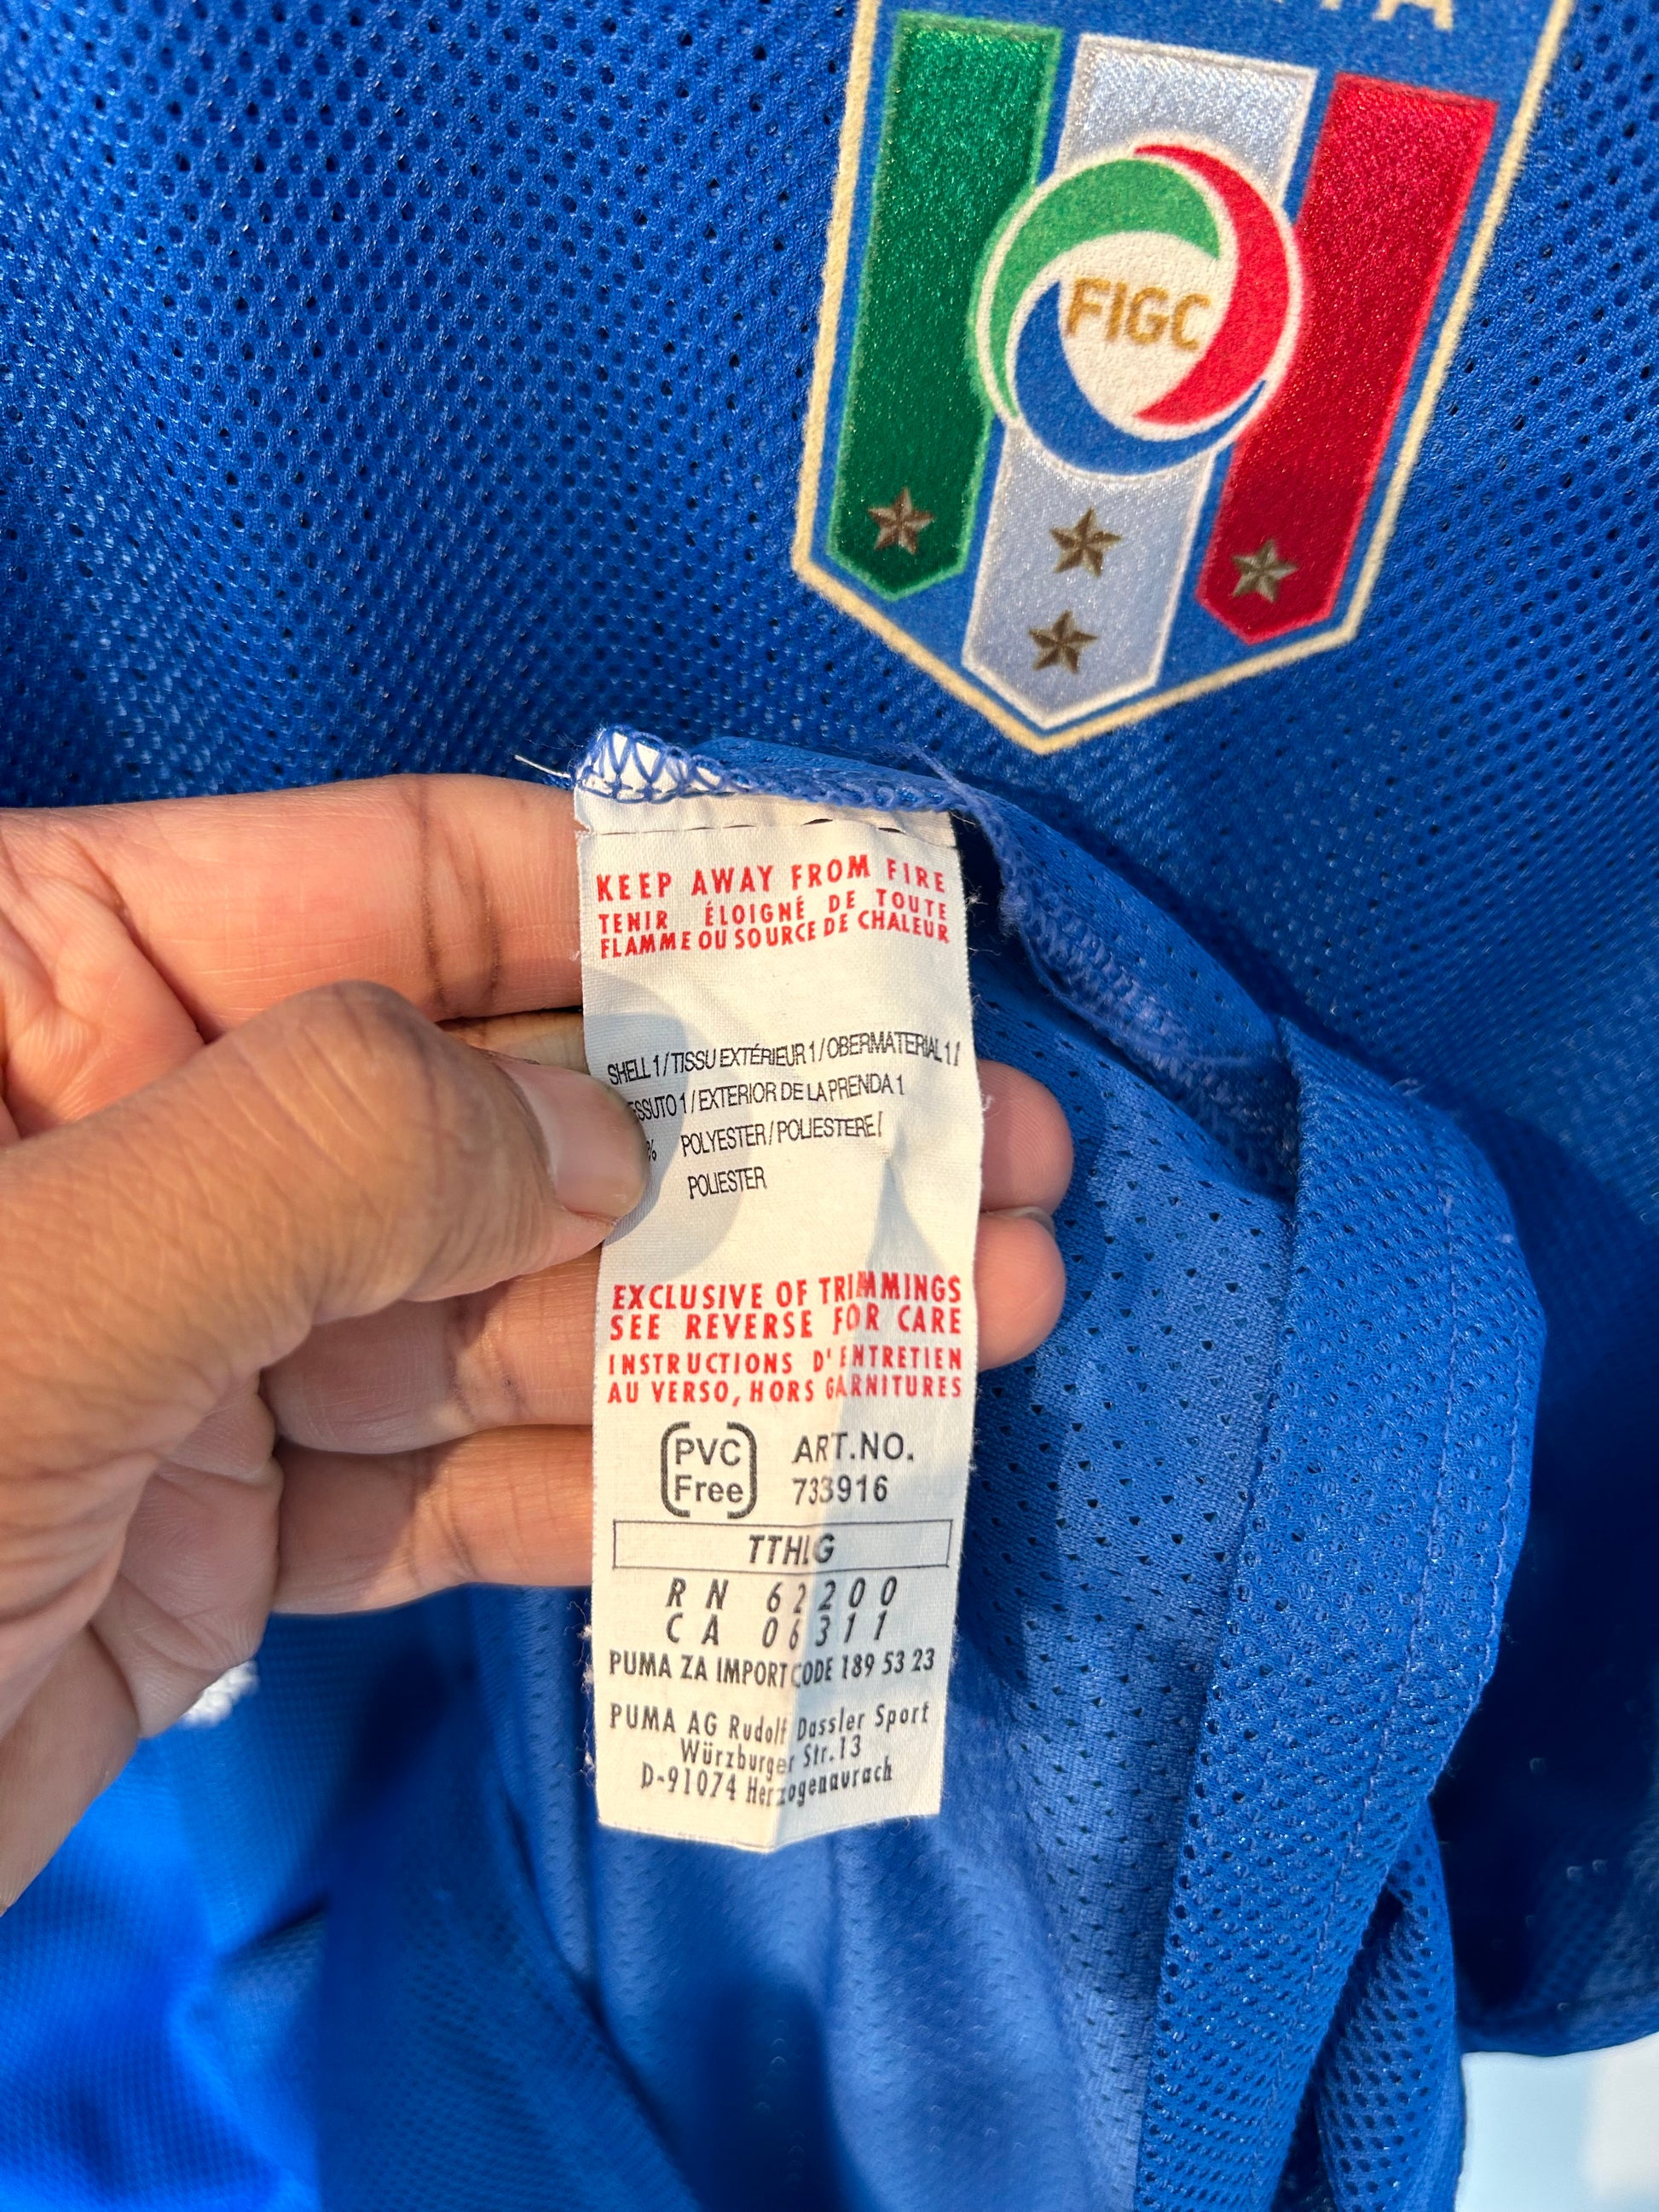 FIGC
KEEP AWAY FROM FIRE
TENIR ÉLOIGNÉ DE TOUTE
FLAMME OU SOURCE DE CHALEUR
SHELL 1 / TISSU EXTÉRIEUR 1 / OBERMATERIAL 1 /
ESSUTO 1 / EXTERIOR DE LA PRENDA 1
% POLYESTER / POLIESTERE /
POLIESTER
EXCLUSIVE OF TRIMMINGS
SEE REVERSE FOR CARE
INSTRUCTIONS D'ENTRETIEN
AU VERSO, HORS GARNITURES
PVC ART.NO.
Free 733916
TTHLG
RN 62200
CA 06311
PUMA ZA IMPORT CODE 189 53 23
PUMA AG Rudolf Dassler Sport
Würzburger Str.13
D-91074 Herzogenaurach